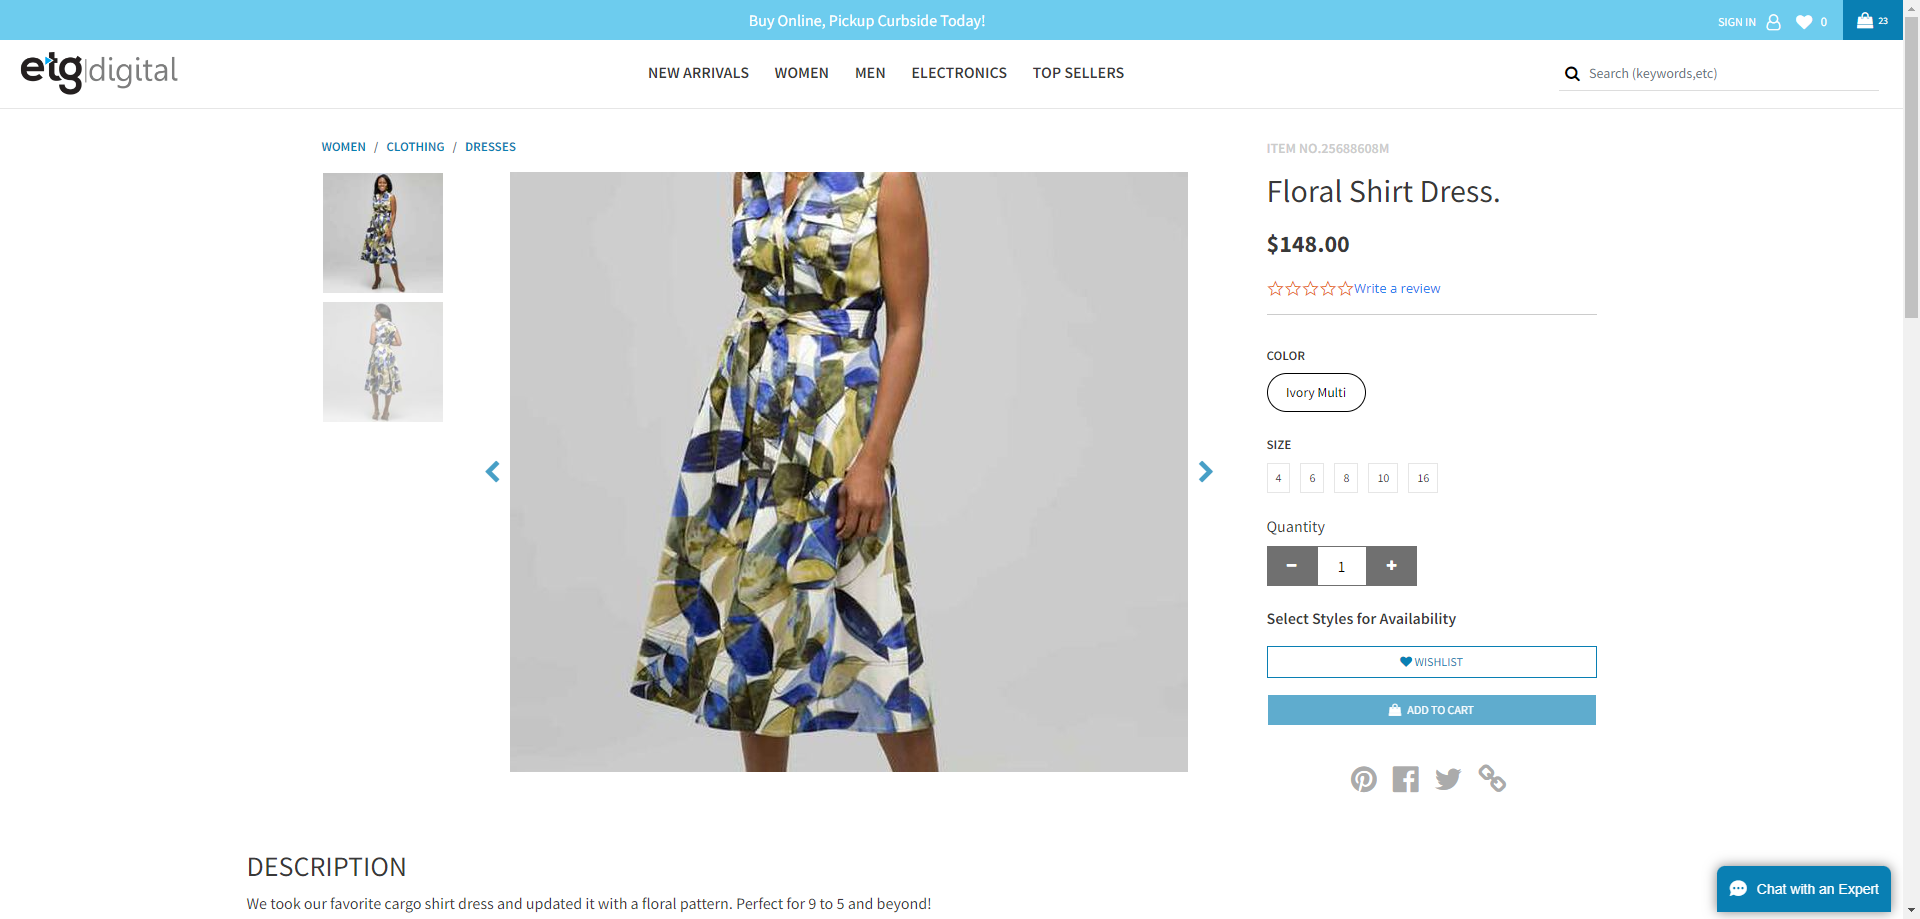 Buy Online, Pickup Curbside Today!
SIGN IN
0
23
etg|digital
NEW ARRIVALS
WOMEN
MEN
ELECTRONICS
TOP SELLERS
Search (keywords,etc)
WOMEN / CLOTHING / DRESSES
ITEM NO.25688608M
Floral Shirt Dress.
$148.00
Write a review
COLOR
Ivory Multi
SIZE
4 6 8 10 16
Quantity
− 1 +
Select Styles for Availability
WISHLIST
ADD TO CART
DESCRIPTION
We took our favorite cargo shirt dress and updated it with a floral pattern. Perfect for 9 to 5 and beyond!
Chat with an Expert